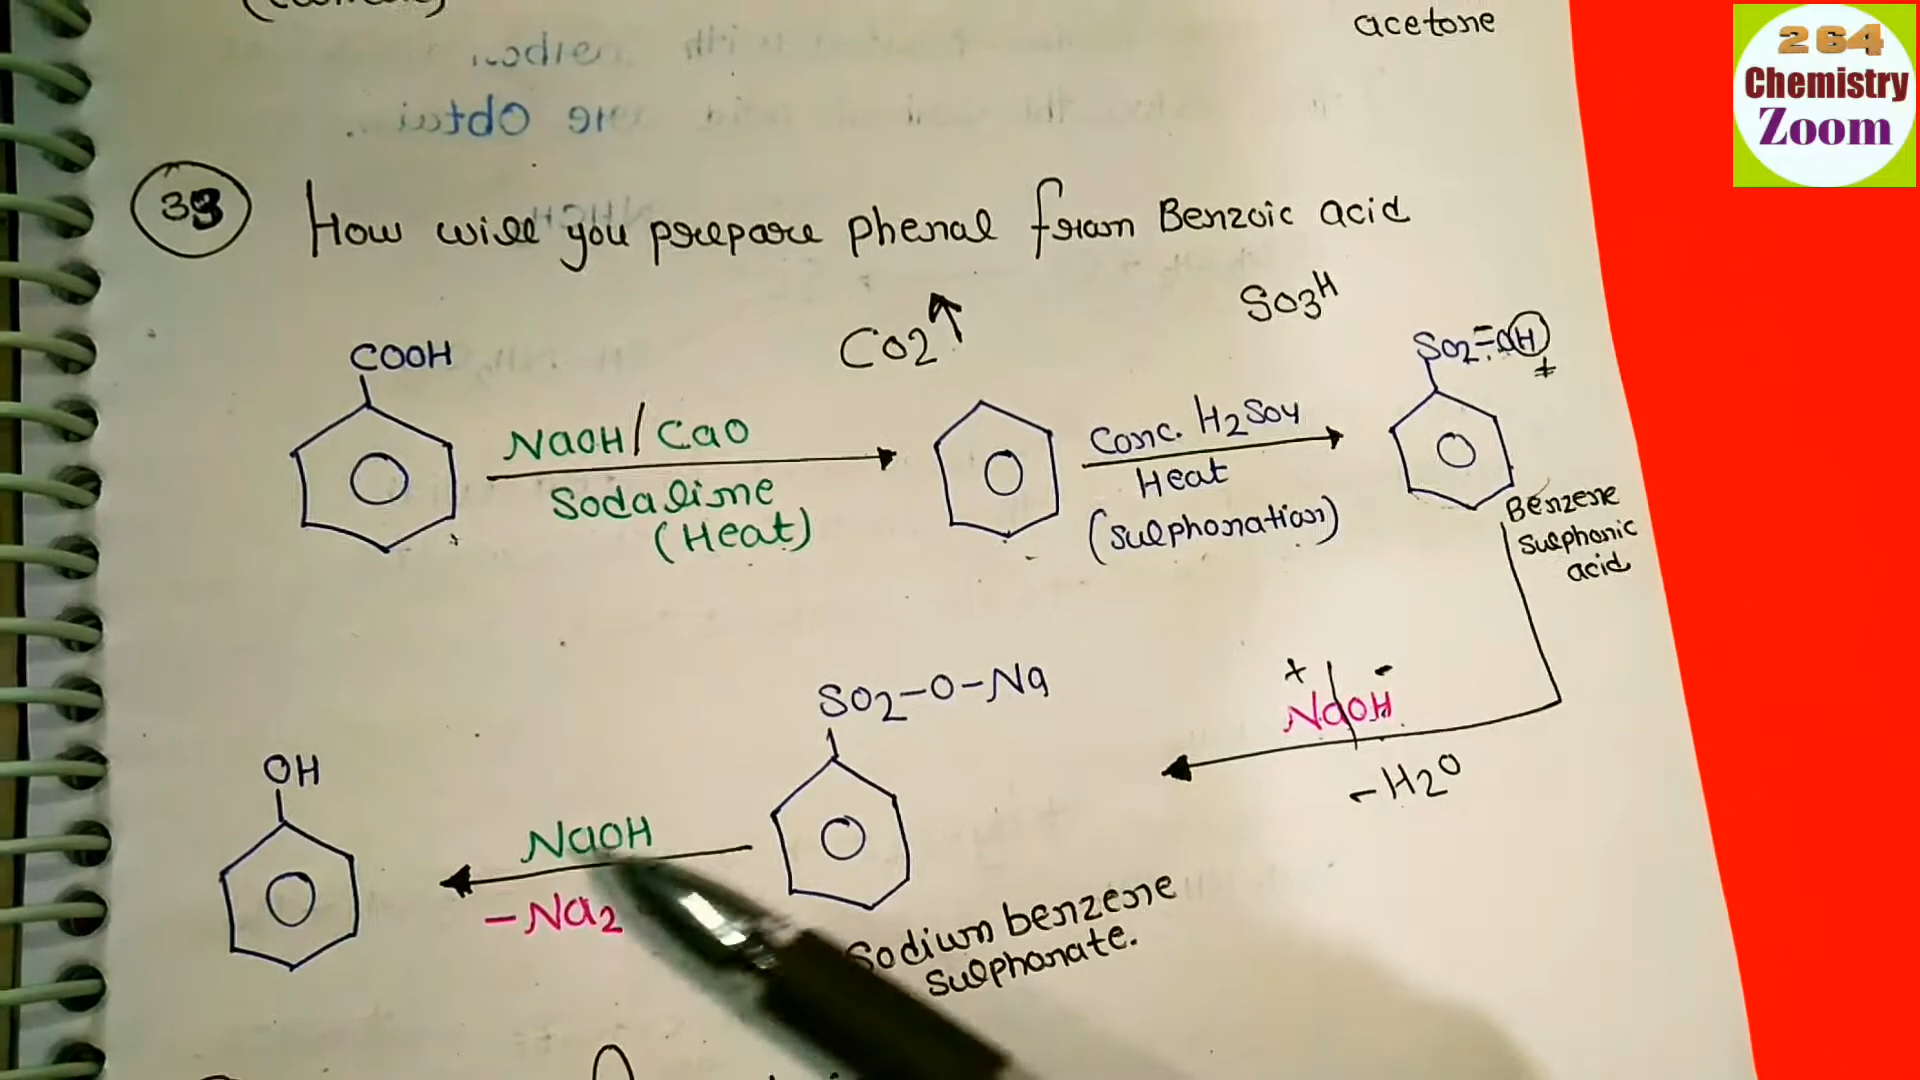 acetone
264
Chemistry
Zoom
33 How will you prepare phenol from Benzoic acid
CO2↑
SO3H
COOH
SO2-OH
+
NaOH/CaO
Sodalime
(Heat)
Conc. H2SO4
Heat
(Sulphonation)
Benzene
Sulphonic
acid
SO2-O-Na
+ -
NaOH
-H2O
OH
NaOH
-Na2
Sodium benzene
Sulphonate.